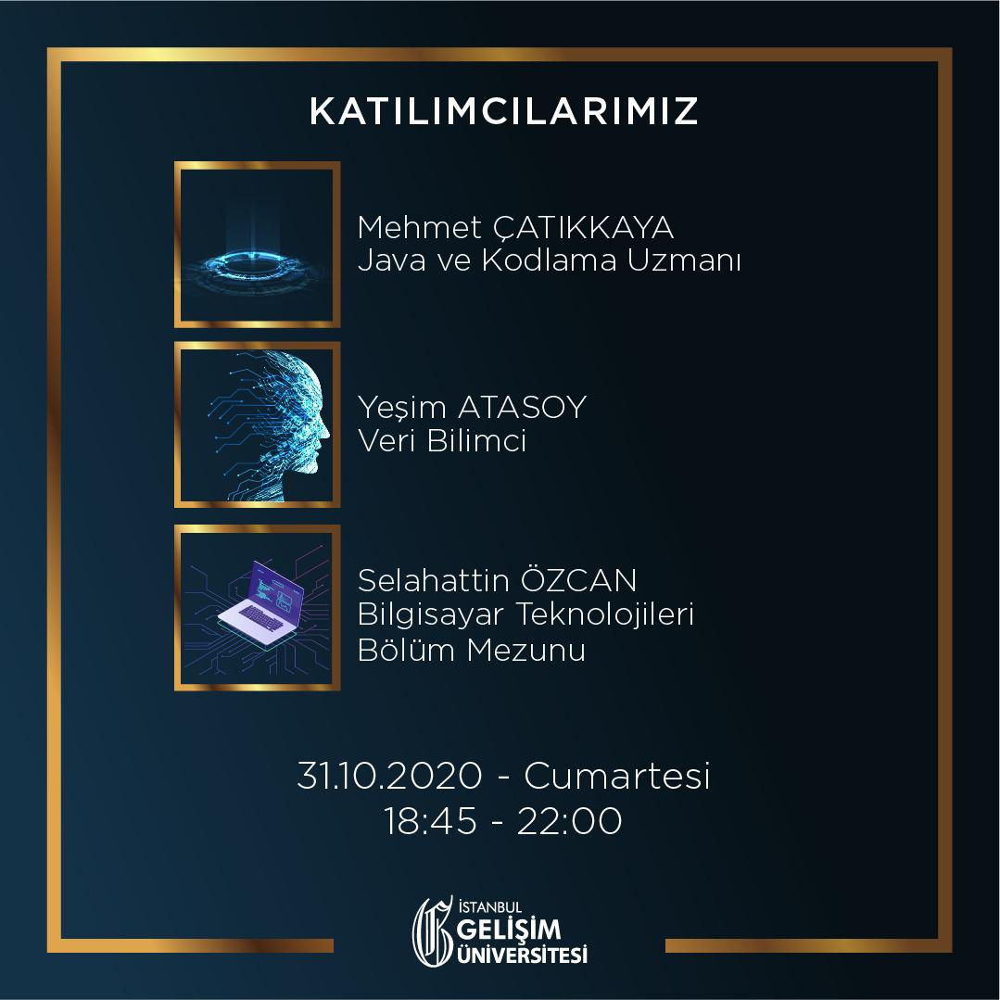 KATILIMCILARIMIZ
Mehmet ÇATIKKAYA
Java ve Kodlama Uzmanı
Yeşim ATASOY
Veri Bilimci
Selahattin ÖZCAN
Bilgisayar Teknolojileri
Bölüm Mezunu
31.10.2020 - Cumartesi
18:45 - 22:00
İSTANBUL
GELİŞİM
ÜNİVERSİTESİ